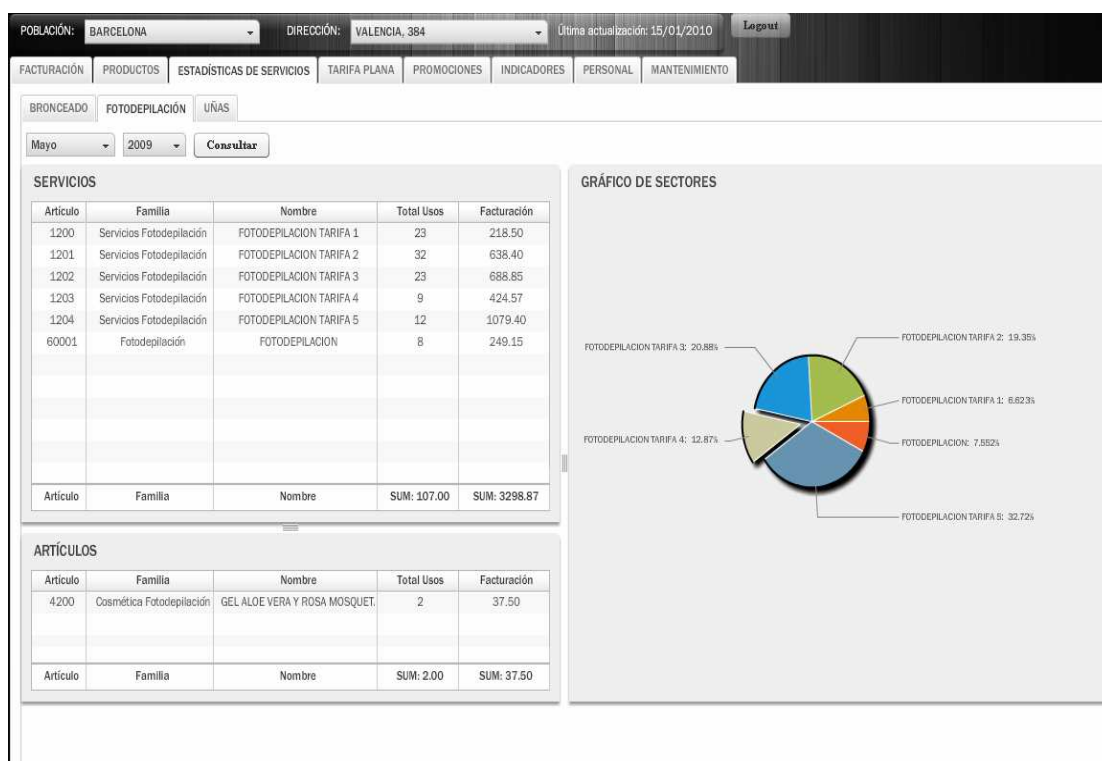 POBLACIÓN: BARCELONA DIRECCIÓN: VALENCIA, 384 Última actualización: 15/01/2010 Logout
FACTURACIÓN PRODUCTOS ESTADÍSTICAS DE SERVICIOS TARIFA PLANA PROMOCIONES INDICADORES PERSONAL MANTENIMIENTO
BRONCEADO FOTODEPILACIÓN UÑAS
Mayo 2009 Consultar
SERVICIOS
Artículo Familia Nombre Total Usos Facturación
1200 Servicios Fotodepilación FOTODEPILACION TARIFA 1 23 218.50
1201 Servicios Fotodepilación FOTODEPILACION TARIFA 2 32 638.40
1202 Servicios Fotodepilación FOTODEPILACION TARIFA 3 23 688.85
1203 Servicios Fotodepilación FOTODEPILACION TARIFA 4 9 424.57
1204 Servicios Fotodepilación FOTODEPILACION TARIFA 5 12 1079.40
60001 Fotodepilación FOTODEPILACION 8 249.15
Artículo Familia Nombre SUM: 107.00 SUM: 3298.87
ARTÍCULOS
Artículo Familia Nombre Total Usos Facturación
4200 Cosmética Fotodepilación GEL ALOE VERA Y ROSA MOSQUET. 2 37.50
Artículo Familia Nombre SUM: 2.00 SUM: 37.50
GRÁFICO DE SECTORES
FOTODEPILACION TARIFA 2: 19.35%
FOTODEPILACION TARIFA 3: 20.88%
FOTODEPILACION TARIFA 1: 6.623%
FOTODEPILACION TARIFA 4: 12.87%
FOTODEPILACION: 7.552%
FOTODEPILACION TARIFA 5: 32.72%